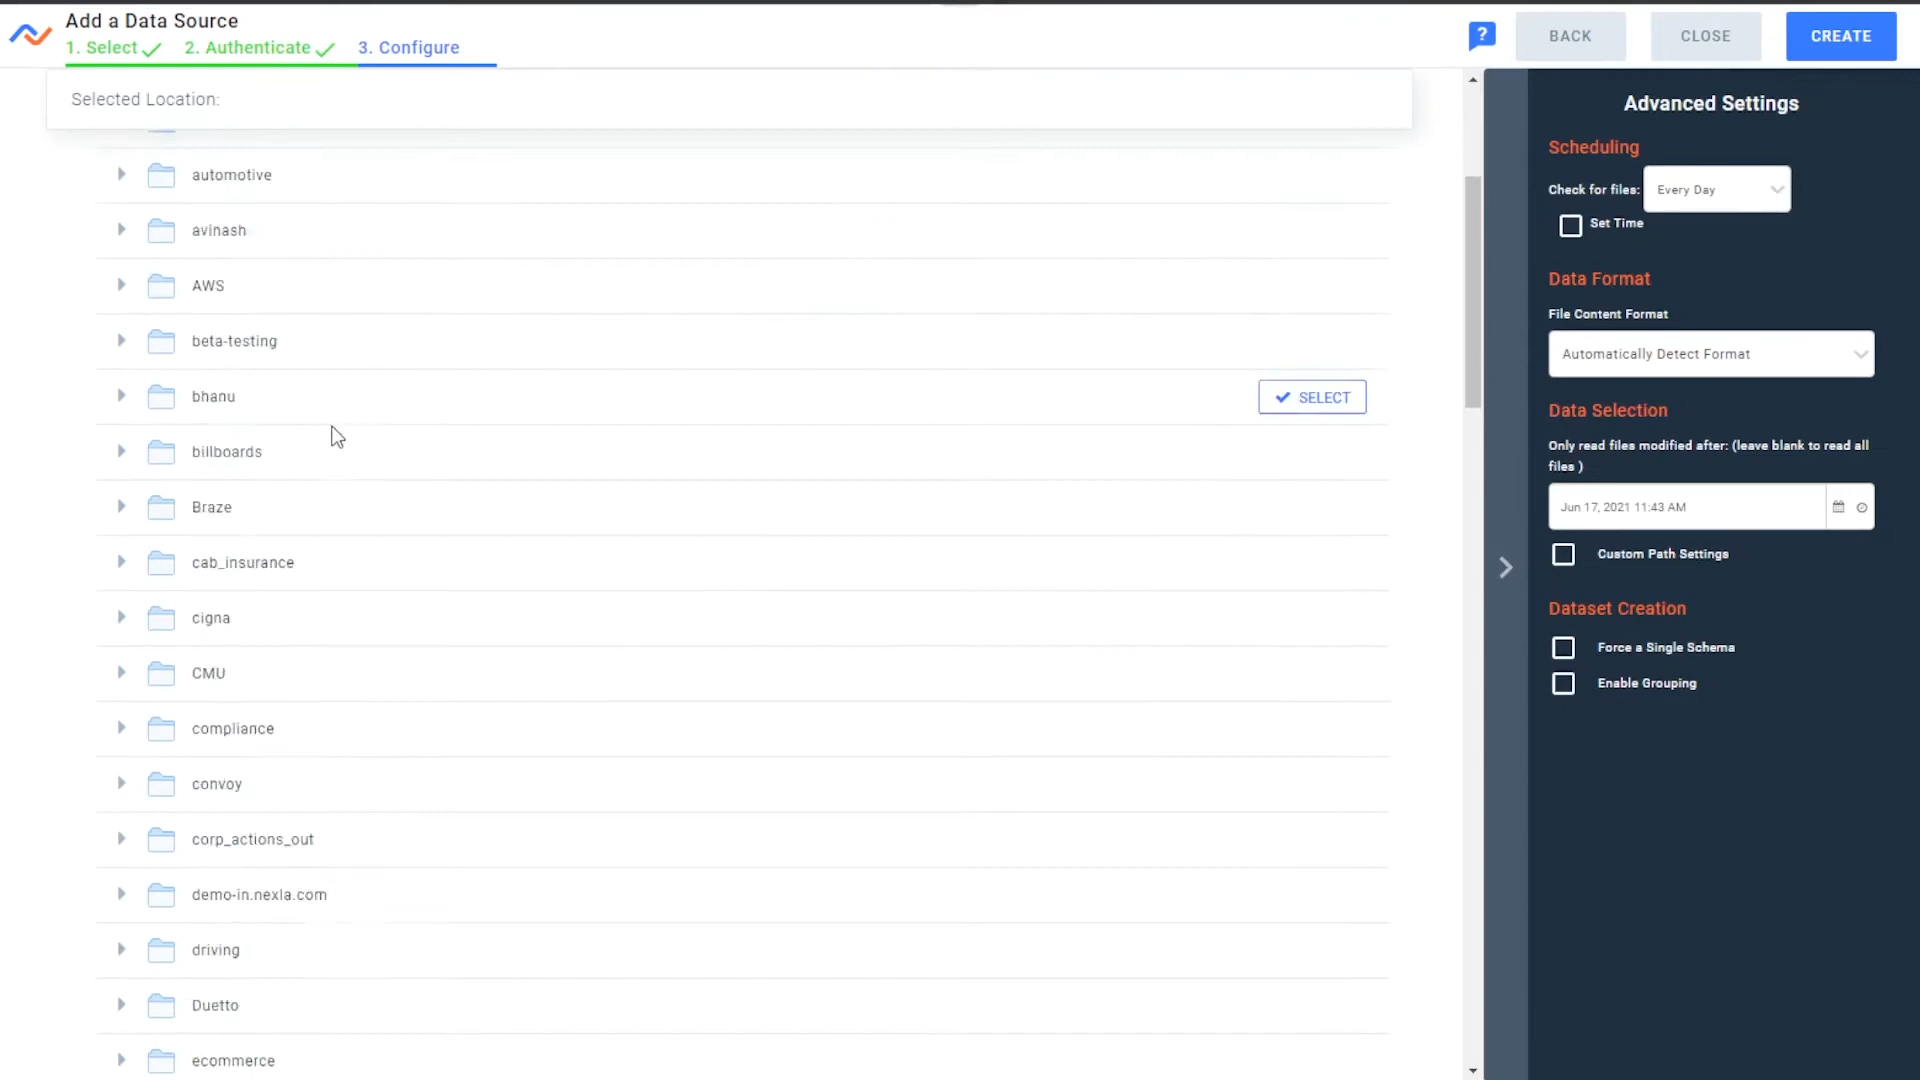 Add a Data Source
1. Select 2. Authenticate 3. Configure
?
BACK
CLOSE
CREATE
Selected Location:
automotive
avinash
AWS
beta-testing
bhanu
SELECT
billboards
Braze
cab_insurance
cigna
CMU
compliance
convoy
corp_actions_out
demo-in.nexla.com
driving
Duetto
ecommerce
Advanced Settings
Scheduling
Check for files: Every Day
Set Time
Data Format
File Content Format
Automatically Detect Format
Data Selection
Only read files modified after: (leave blank to read all
files )
Jun 17, 2021 11:43 AM
Custom Path Settings
Dataset Creation
Force a Single Schema
Enable Grouping